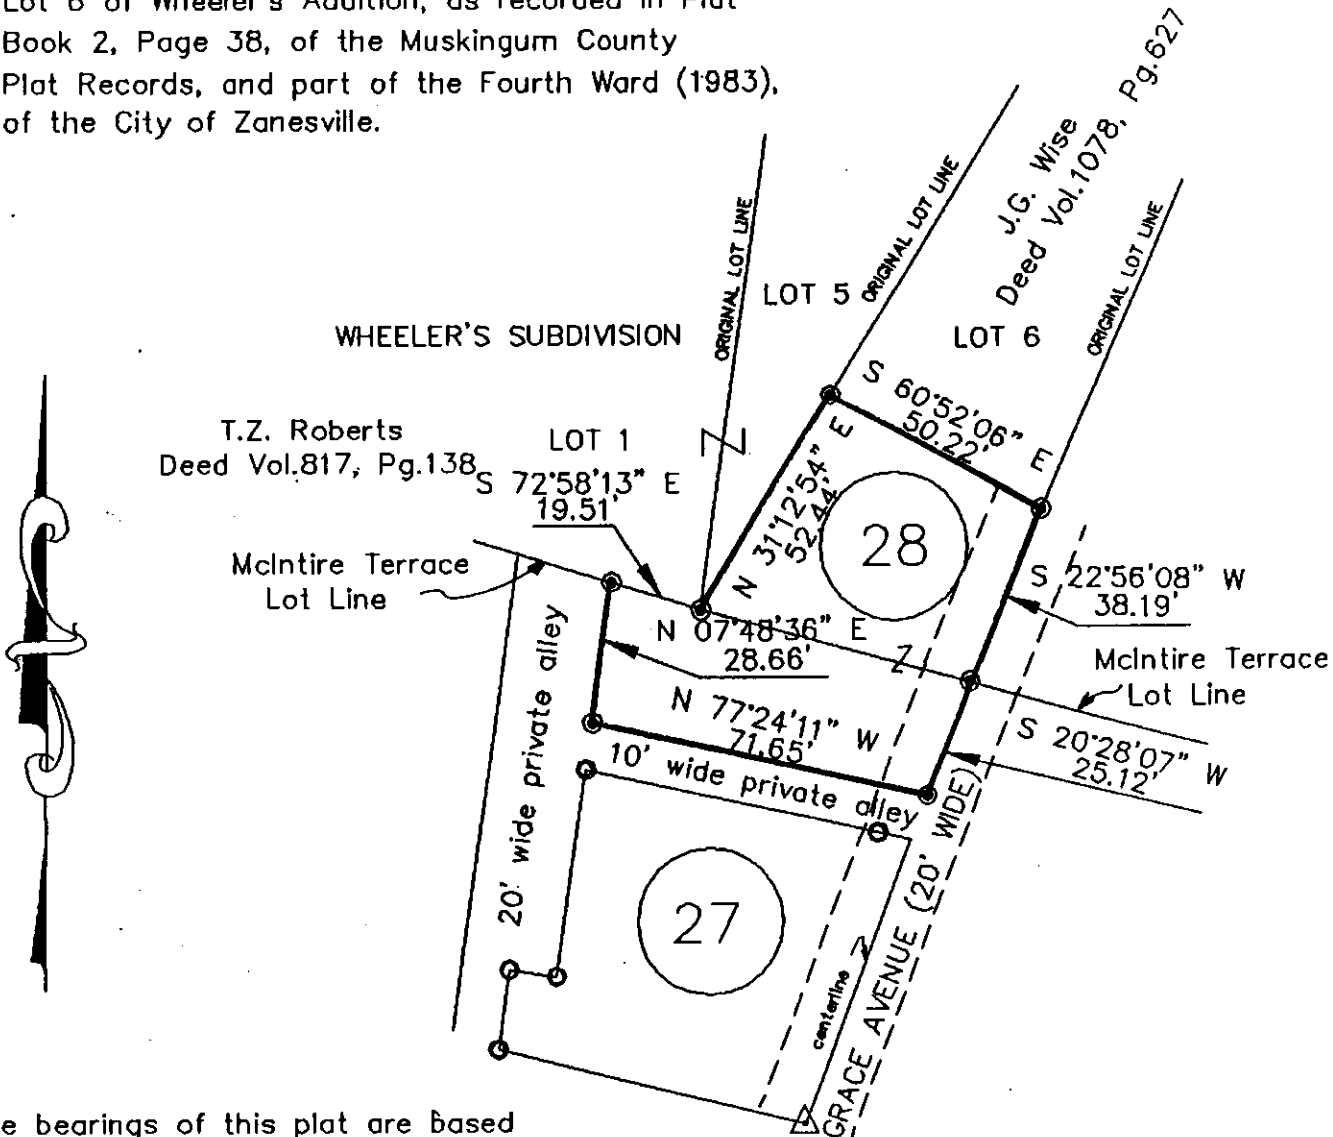 Lot 6 of Wheeler's Addition, as recorded in Plat
Book 2, Page 38, of the Muskingum County
Plat Records, and part of the Fourth Ward (1983),
of the City of Zanesville.
J.G. Wise
Deed Vol.1078, Pg.627
ORIGINAL LOT LINE
ORIGINAL LOT LINE
ORIGINAL LOT LINE
LOT 5
WHEELER'S SUBDIVISION
LOT 6
S 60°52'06" E
50.22'
T.Z. Roberts
Deed Vol.817, Pg.138
LOT 1
S 72°58'13" E
19.51'
N 31°12'54" E
52.44'
28
McIntire Terrace
Lot Line
S 22°56'08" W
38.19'
N 07°48'36" E
28.66'
McIntire Terrace
Lot Line
N 77°24'11" W
71.65'
S 20°28'07" W
25.12'
10' wide private alley
20' wide private alley
27
centerline
GRACE AVENUE (20' WIDE)
e bearings of this plat are based